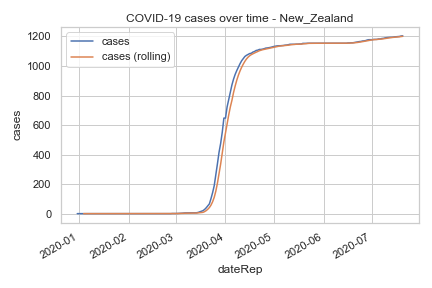 COVID-19 cases over time - New_Zealand
cases
cases (rolling)
1200
1000
800
600
400
200
0
cases
2020-01
2020-02
2020-03
2020-04
2020-05
2020-06
2020-07
dateRep